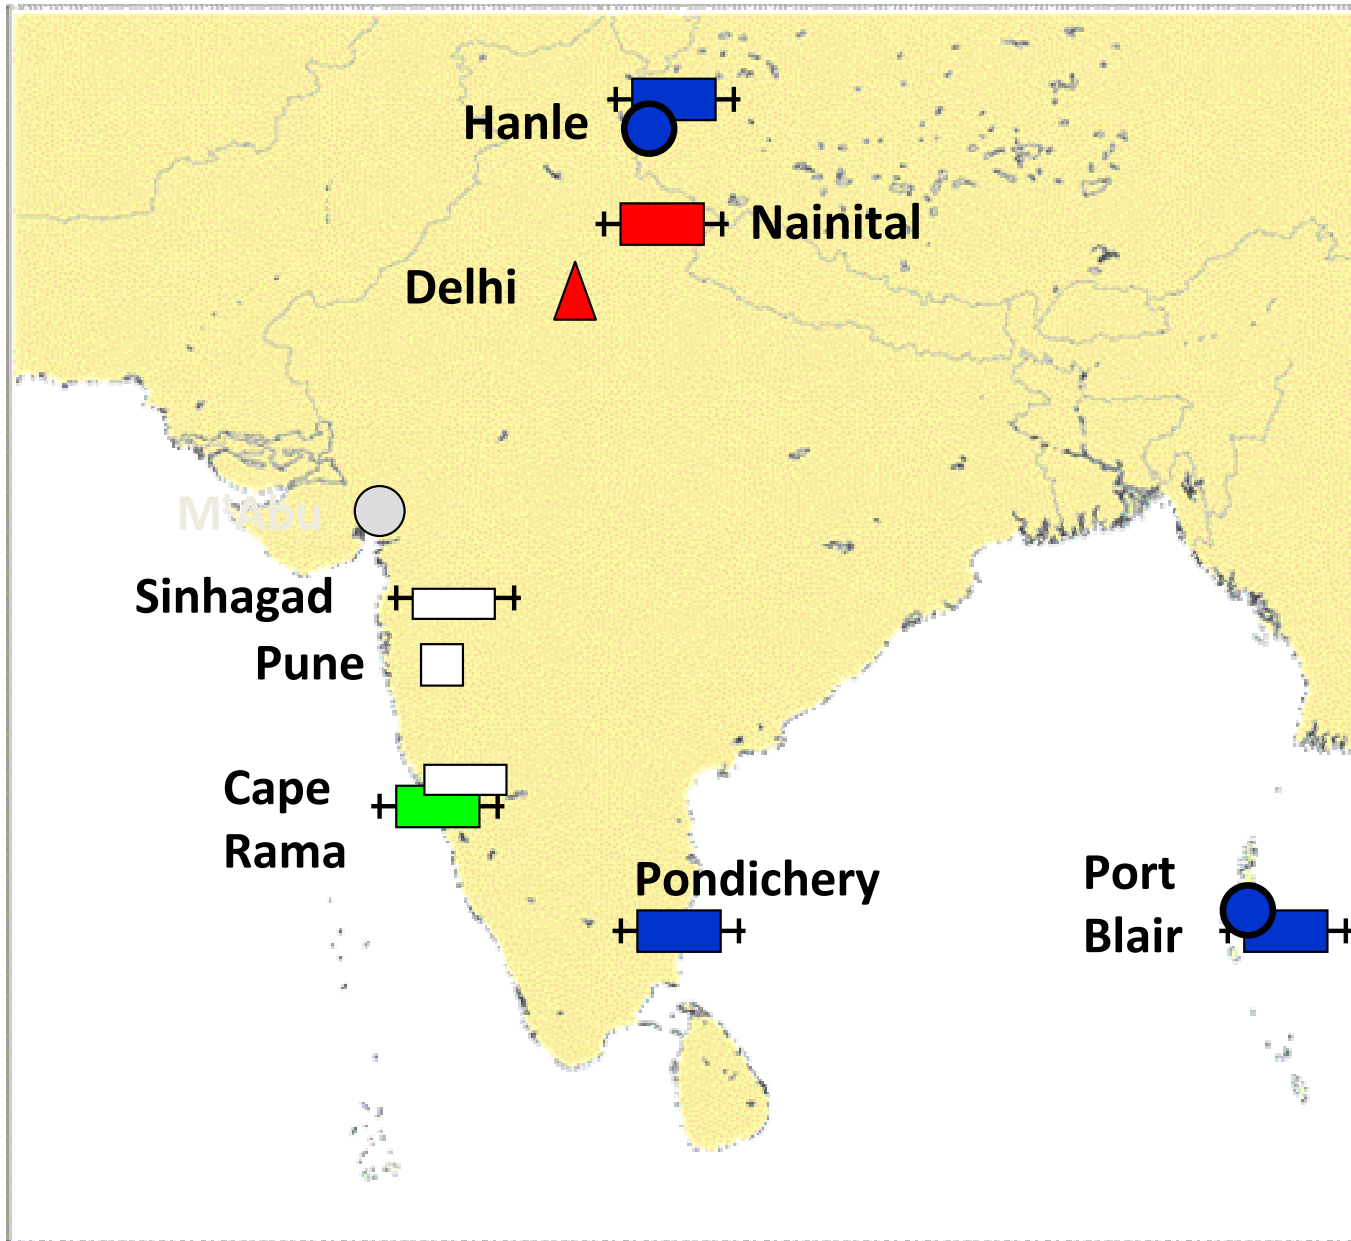 Hanle
Nainital
Delhi
Mt Abu
Sinhagad
Pune
Cape
Rama
Pondichery
Port
Blair